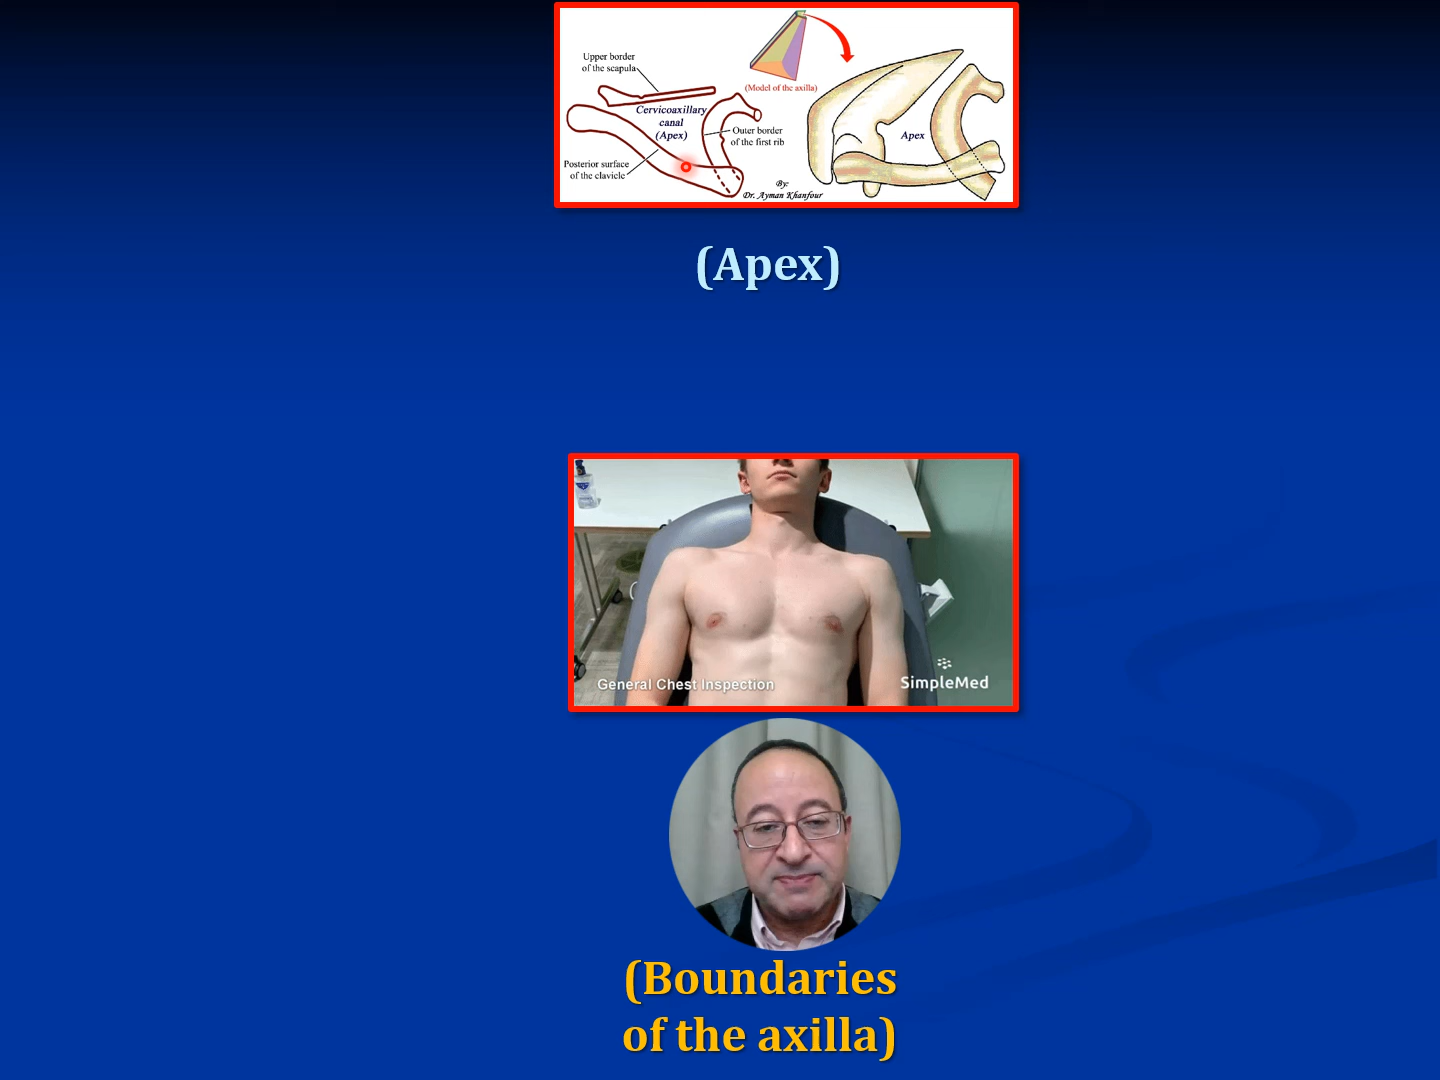 Upper border
of the scapula
(Model of the axilla)
Cervicoaxillary
canal
(Apex)
Outer border
of the first rib
Apex
Posterior surface
of the clavicle
By:
Dr. Ayman Khanfour
(Apex)
General Chest Inspection
SimpleMed
(Boundaries
of the axilla)